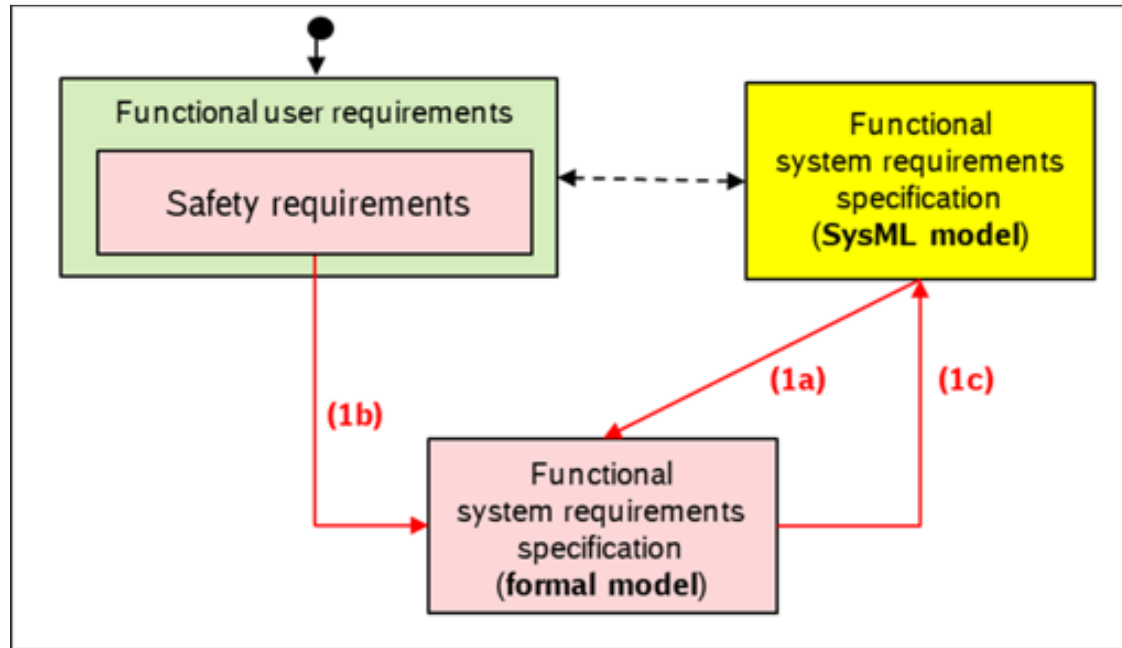 Functional user requirements
Safety requirements
Functional
system requirements
specification
(SysML model)
(1a)
(1c)
(1b)
Functional
system requirements
specification
(formal model)